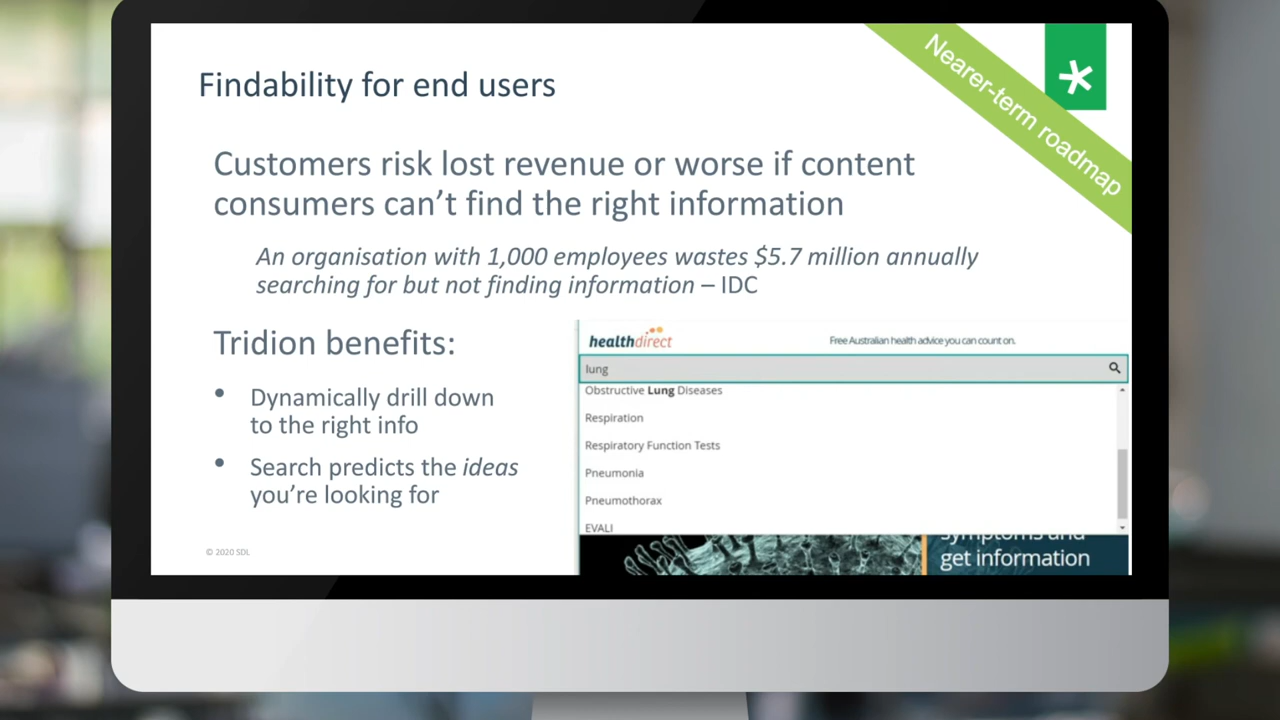 Findability for end users
Nearer-term roadmap
Customers risk lost revenue or worse if content
consumers can't find the right information
An organisation with 1,000 employees wastes $5.7 million annually
searching for but not finding information – IDC
Tridion benefits:
• Dynamically drill down
to the right info
• Search predicts the ideas
you're looking for
healthdirect
Free Australian health advice you can count on.
lung
Obstructive Lung Diseases
Respiration
Respiratory Function Tests
Pneumonia
Pneumothorax
EVALI
symptoms and
get information
© 2020 SDL